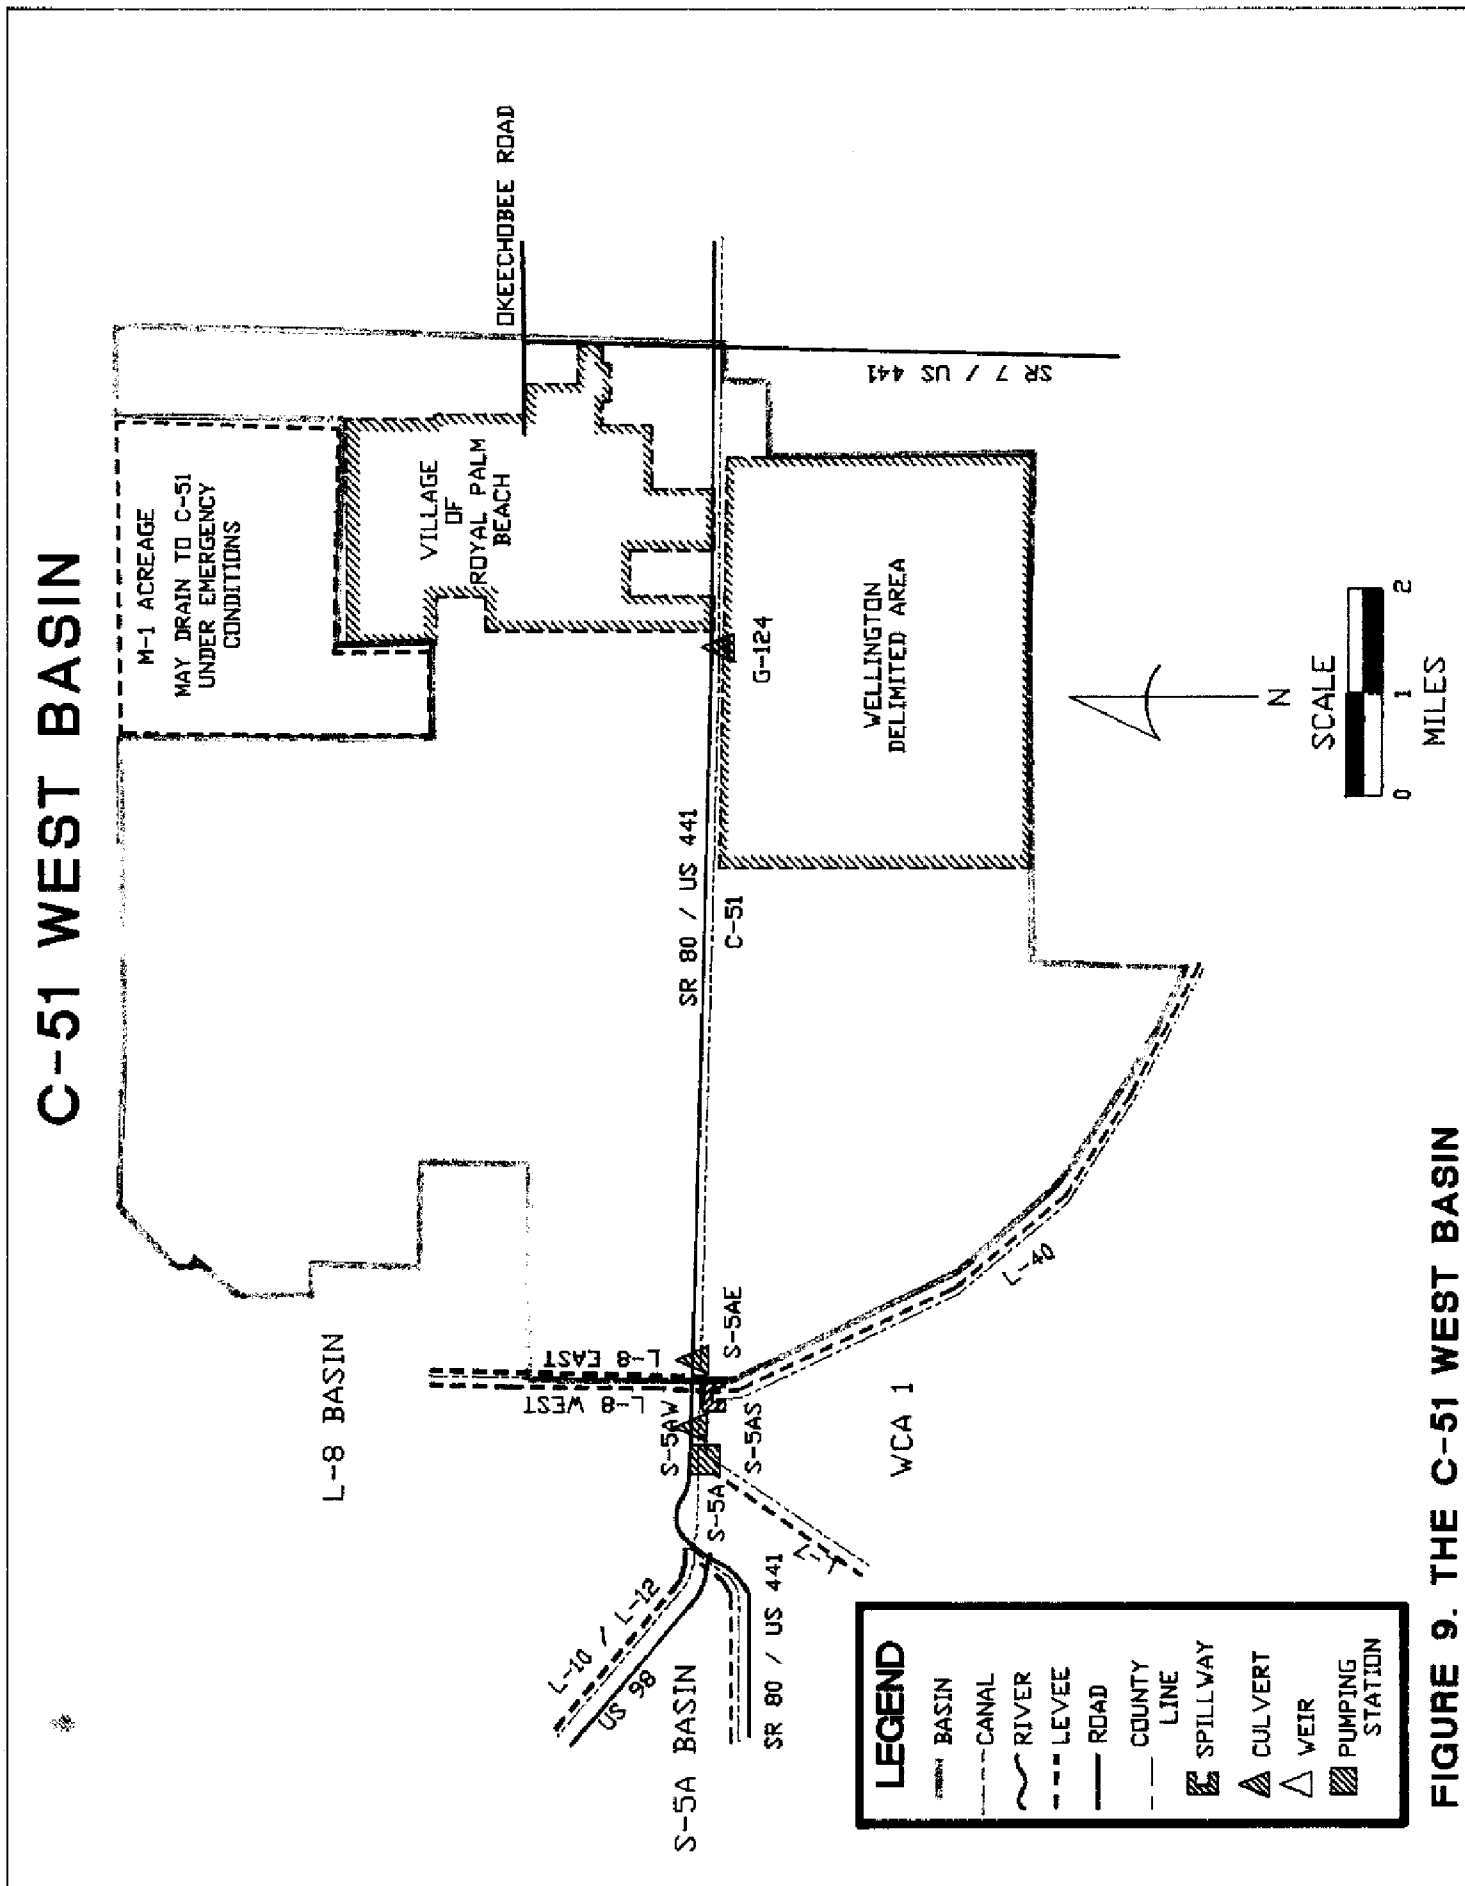 C-51 WEST BASIN
M-1 ACREAGE
MAY DRAIN TO C-51
UNDER EMERGENCY
CONDITIONS
VILLAGE
OF
ROYAL PALM
BEACH
OKEECHOBEE ROAD
SR 7 / US 441
L-8 BASIN
L-8 EAST
L-8 WEST
SR 80 / US 441
C-51
G-124
WELLINGTON
DELIMITED AREA
S-5AW
S-5AE
S-5AS
S-5A
L-40
L-7
WCA 1
L-10 / L-12
US 98
S-5A BASIN
SR 80 / US 441
N
SCALE
0 1 2
MILES
LEGEND
BASIN
CANAL
RIVER
LEVEE
ROAD
COUNTY
LINE
SPILLWAY
CULVERT
WEIR
PUMPING
STATION
FIGURE 9. THE C-51 WEST BASIN